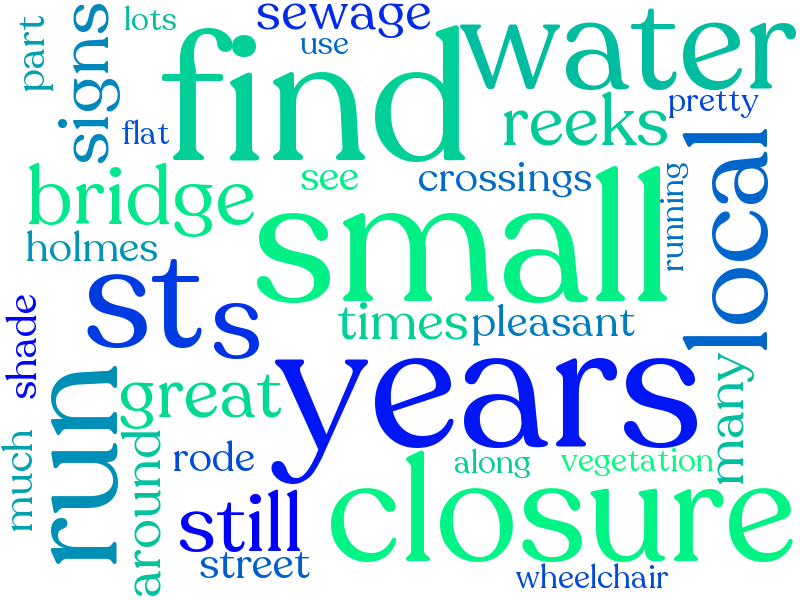 lots
sewage
use
part
signs
find
water
flat
reeks
pretty
local
bridge
see
crossings
running
holmes
small
sts
times
pleasant
shade
years
run
great
many
much
around
rode
along
vegetation
still
closure
street
wheelchair